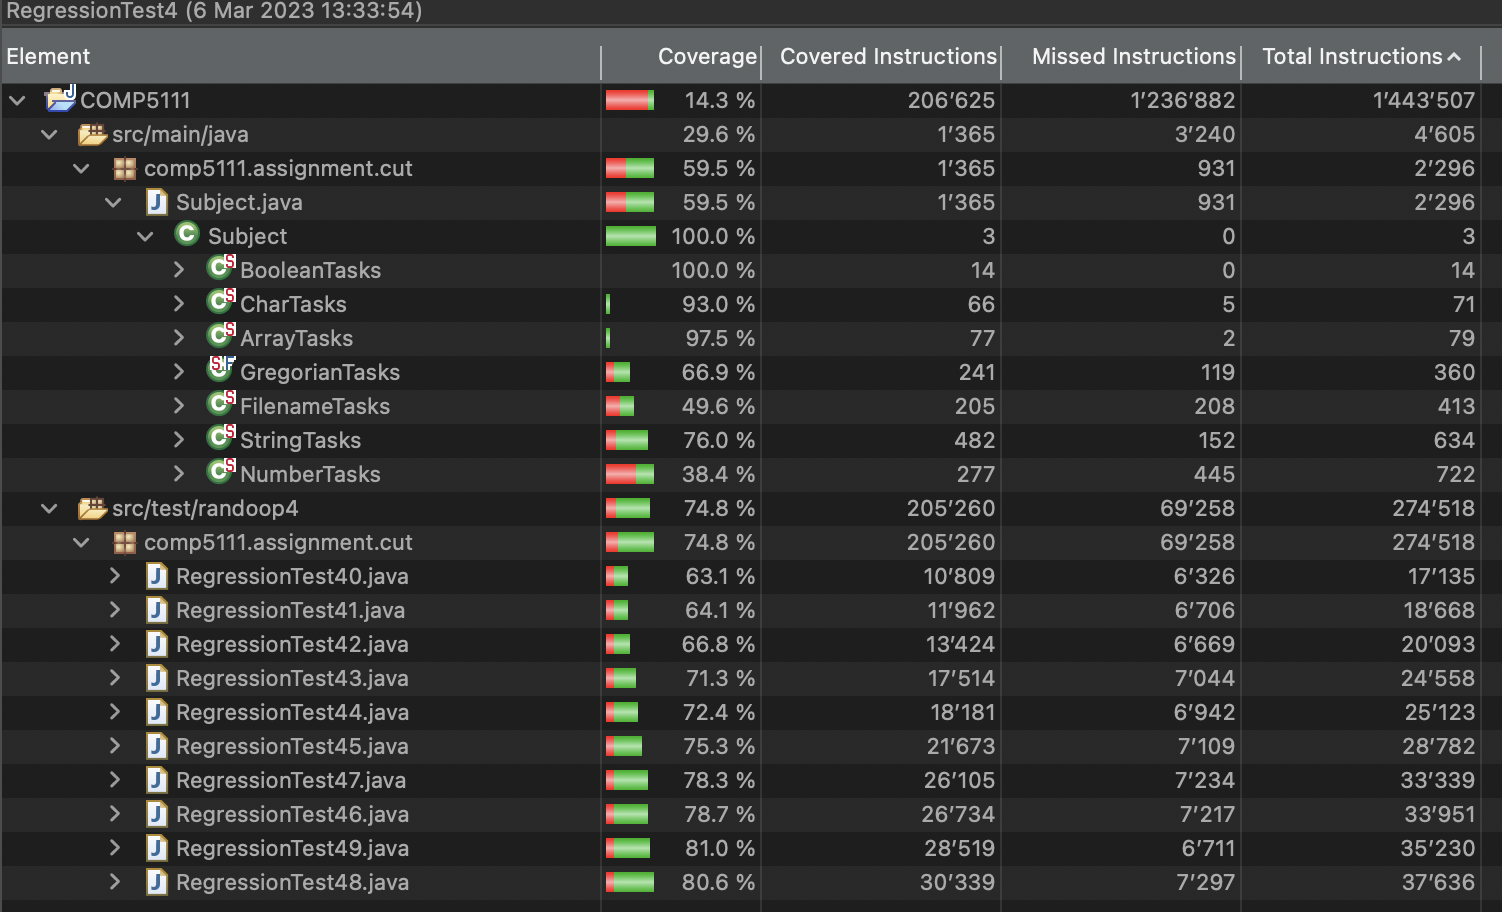 RegressionTest4 (6 Mar 2023 13:33:54)
Element Coverage Covered Instructions Missed Instructions Total Instructions
COMP5111 14.3 % 206’625 1’236’882 1’443’507
src/main/java 29.6 % 1’365 3’240 4’605
comp5111.assignment.cut 59.5 % 1’365 931 2’296
Subject.java 59.5 % 1’365 931 2’296
Subject 100.0 % 3 0 3
BooleanTasks 100.0 % 14 0 14
CharTasks 93.0 % 66 5 71
ArrayTasks 97.5 % 77 2 79
GregorianTasks 66.9 % 241 119 360
FilenameTasks 49.6 % 205 208 413
StringTasks 76.0 % 482 152 634
NumberTasks 38.4 % 277 445 722
src/test/randoop4 74.8 % 205’260 69’258 274’518
comp5111.assignment.cut 74.8 % 205’260 69’258 274’518
RegressionTest40.java 63.1 % 10’809 6’326 17’135
RegressionTest41.java 64.1 % 11’962 6’706 18’668
RegressionTest42.java 66.8 % 13’424 6’669 20’093
RegressionTest43.java 71.3 % 17’514 7’044 24’558
RegressionTest44.java 72.4 % 18’181 6’942 25’123
RegressionTest45.java 75.3 % 21’673 7’109 28’782
RegressionTest47.java 78.3 % 26’105 7’234 33’339
RegressionTest46.java 78.7 % 26’734 7’217 33’951
RegressionTest49.java 81.0 % 28’519 6’711 35’230
RegressionTest48.java 80.6 % 30’339 7’297 37’636